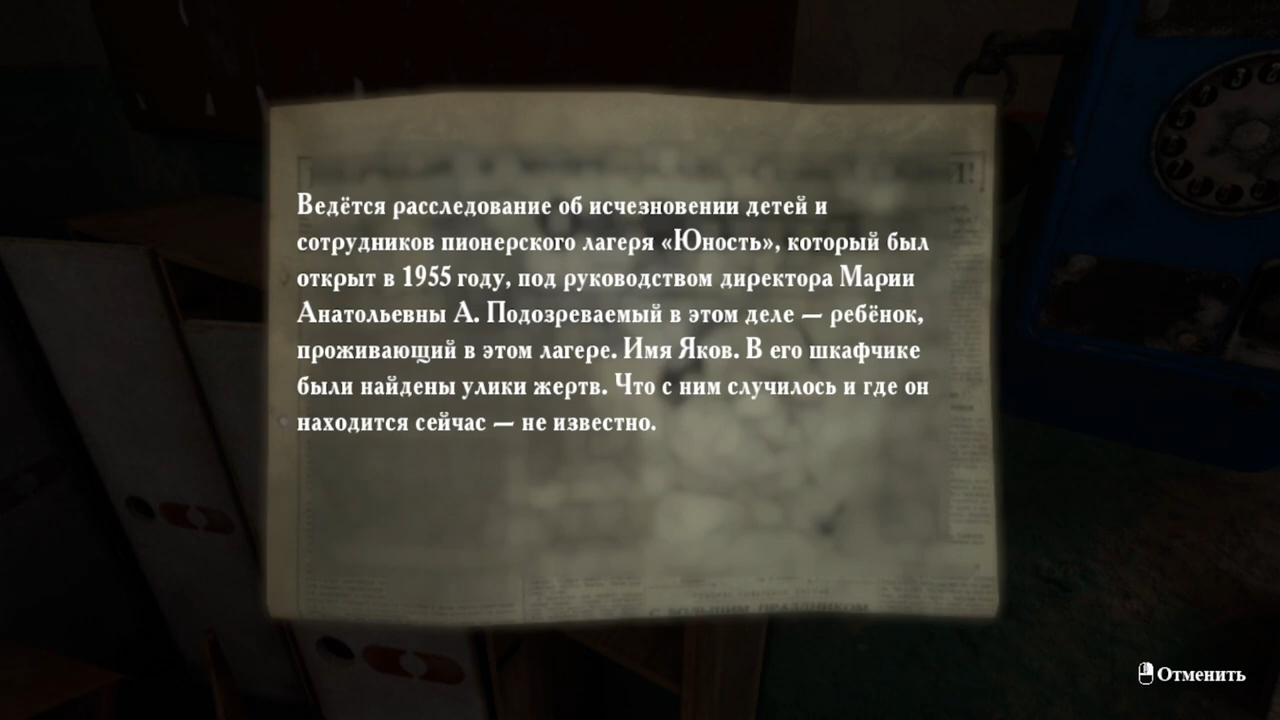 Ведётся расследование об исчезновении детей и
сотрудников пионерского лагеря «Юность», который был
открыт в 1955 году, под руководством директора Марии
Анатольевны А. Подозреваемый в этом деле — ребёнок,
проживающий в этом лагере. Имя Яков. В его шкафчике
были найдены улики жертв. Что с ним случилось и где он
находится сейчас — не известно.
С БОЛЬШИМ ПРАЗДНИКОМ
Отменить